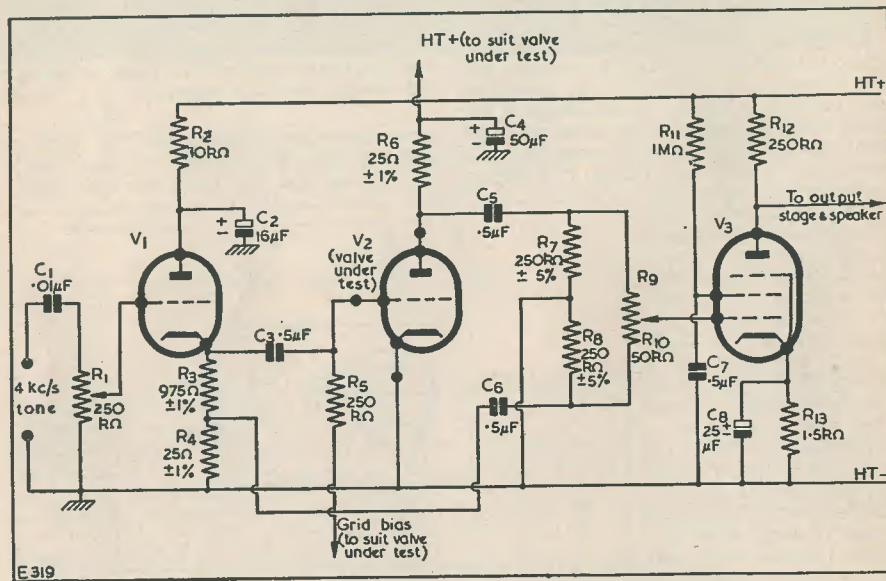 HT+(to suit valve
under test)
HT+
R2
10RΩ
R6
25Ω
±1%
C4
50µF
R11
1MΩ
R12
250RΩ
To output
stage & speaker
C2
16µF
C5
.5µF
V1
V2
(valve
under
test)
V3
R7
250RΩ
± 5%
R9
C1
.01µF
C3 .5µF
R8
250
RΩ
±5%
R10
50RΩ
4 kc/s
tone
R1
250
RΩ
R3
975Ω
±1%
R5
250
RΩ
C6
.5µF
C7
.5µF
R4
25Ω
±1%
C8
25
µF
R13
1.5RΩ
HT-
Grid bias
(to suit valve
under test)
E319